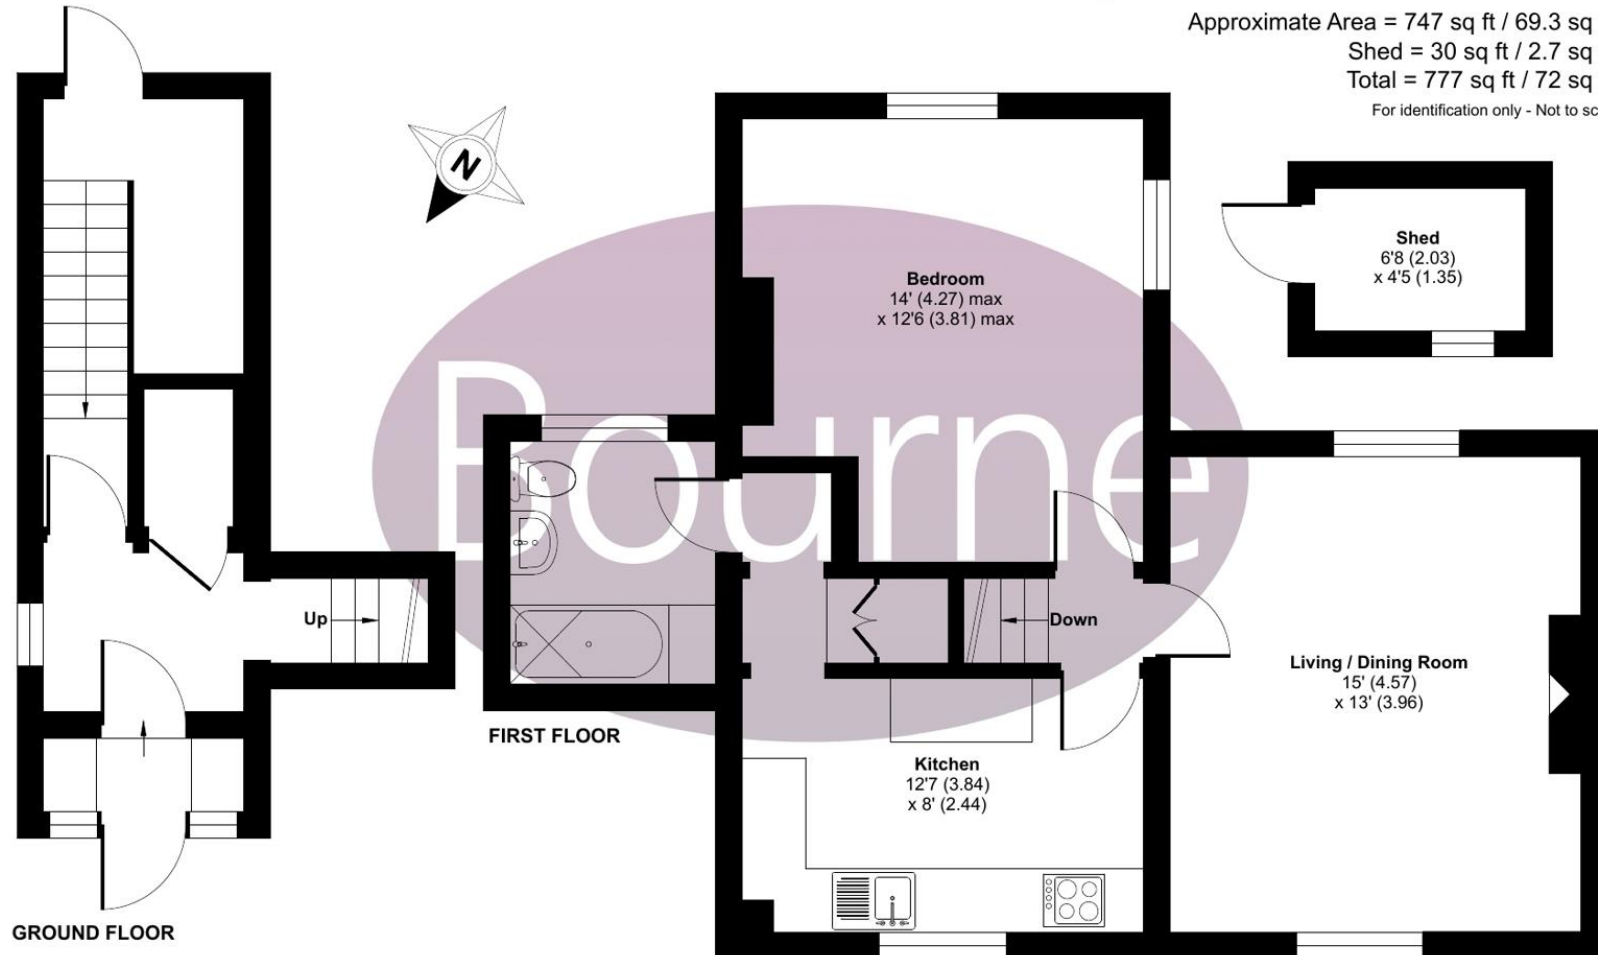 Approximate Area = 747 sq ft / 69.3 sq
Shed = 30 sq ft / 2.7 sq
Total = 777 sq ft / 72 sq
For identification only - Not to sc
N
Shed
6'8 (2.03)
x 4'5 (1.35)
Bedroom
14' (4.27) max
x 12'6 (3.81) max
Bourne
Up
Down
Living / Dining Room
15' (4.57)
x 13' (3.96)
FIRST FLOOR
Kitchen
12'7 (3.84)
x 8' (2.44)
GROUND FLOOR